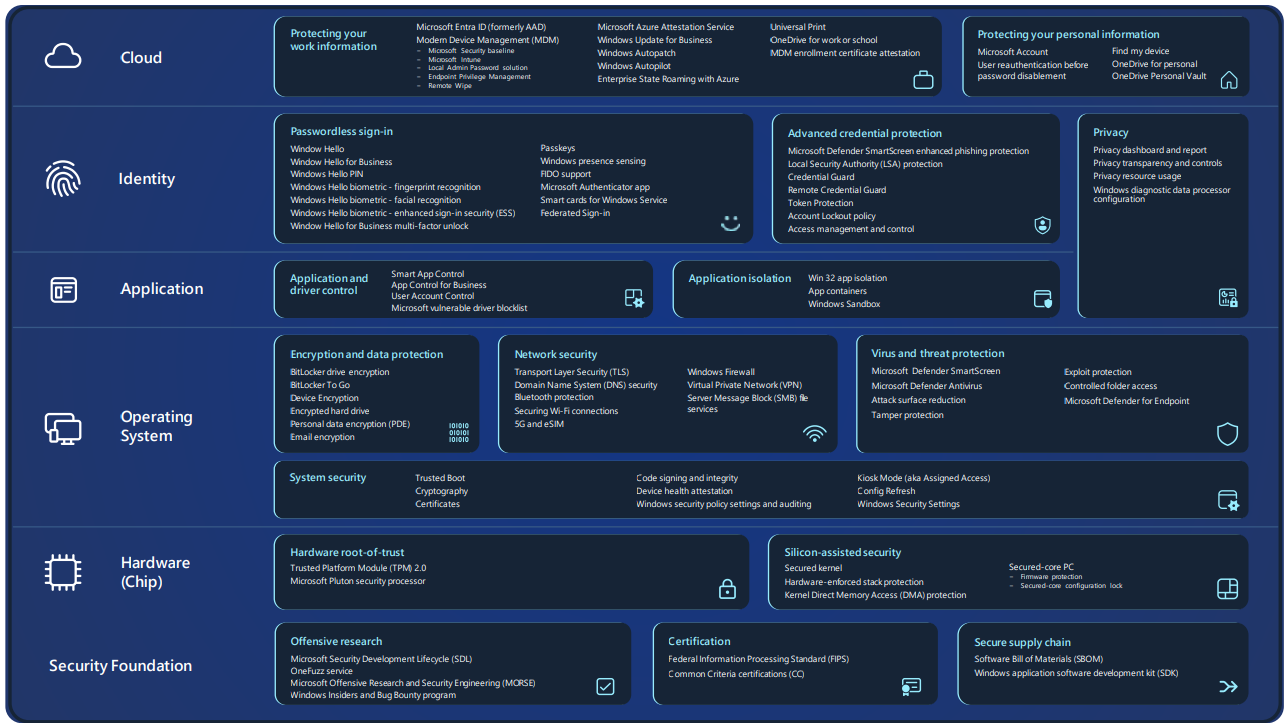 Cloud
Protecting your
work information
Microsoft Entra ID (formerly AAD)
Modern Device Management (MDM)
– Microsoft Security baseline
– Microsoft Intune
– Local Admin Password solution
– Endpoint Privilege Management
– Remote Wipe
Microsoft Azure Attestation Service
Windows Update for Business
Windows Autopatch
Windows Autopilot
Enterprise State Roaming with Azure
Universal Print
OneDrive for work or school
MDM enrollment certificate attestation
Protecting your personal information
Microsoft Account
User reauthentication before
password disablement
Find my device
OneDrive for personal
OneDrive Personal Vault
Identity
Passwordless sign-in
Window Hello
Window Hello for Business
Windows Hello PIN
Windows Hello biometric - fingerprint recognition
Windows Hello biometric - facial recognition
Windows Hello biometric - enhanced sign-in security (ESS)
Window Hello for Business multi-factor unlock
Passkeys
Windows presence sensing
FIDO support
Microsoft Authenticator app
Smart cards for Windows Service
Federated Sign-in
Advanced credential protection
Microsoft Defender SmartScreen enhanced phishing protection
Local Security Authority (LSA) protection
Credential Guard
Remote Credential Guard
Token Protection
Account Lockout policy
Access management and control
Privacy
Privacy dashboard and report
Privacy transparency and controls
Privacy resource usage
Windows diagnostic data processor
configuration
Application
Application and
driver control
Smart App Control
App Control for Business
User Account Control
Microsoft vulnerable driver blocklist
Application isolation
Win 32 app isolation
App containers
Windows Sandbox
Operating
System
Encryption and data protection
BitLocker drive encryption
BitLocker To Go
Device Encryption
Encrypted hard drive
Personal data encryption (PDE)
Email encryption
101010
010101
101010
Network security
Transport Layer Security (TLS)
Domain Name System (DNS) security
Bluetooth protection
Securing Wi-Fi connections
5G and eSIM
Windows Firewall
Virtual Private Network (VPN)
Server Message Block (SMB) file
services
Virus and threat protection
Microsoft Defender SmartScreen
Microsoft Defender Antivirus
Attack surface reduction
Tamper protection
Exploit protection
Controlled folder access
Microsoft Defender for Endpoint
System security
Trusted Boot
Cryptography
Certificates
Code signing and integrity
Device health attestation
Windows security policy settings and auditing
Kiosk Mode (aka Assigned Access)
Config Refresh
Windows Security Settings
Hardware
(Chip)
Hardware root-of-trust
Trusted Platform Module (TPM) 2.0
Microsoft Pluton security processor
Silicon-assisted security
Secured kernel
Hardware-enforced stack protection
Kernel Direct Memory Access (DMA) protection
Secured-core PC
– Firmware protection
– Secured-core configuration lock
Security Foundation
Offensive research
Microsoft Security Development Lifecycle (SDL)
OneFuzz service
Microsoft Offensive Research and Security Engineering (MORSE)
Windows Insiders and Bug Bounty program
Certification
Federal Information Processing Standard (FIPS)
Common Criteria certifications (CC)
Secure supply chain
Software Bill of Materials (SBOM)
Windows application software development kit (SDK)